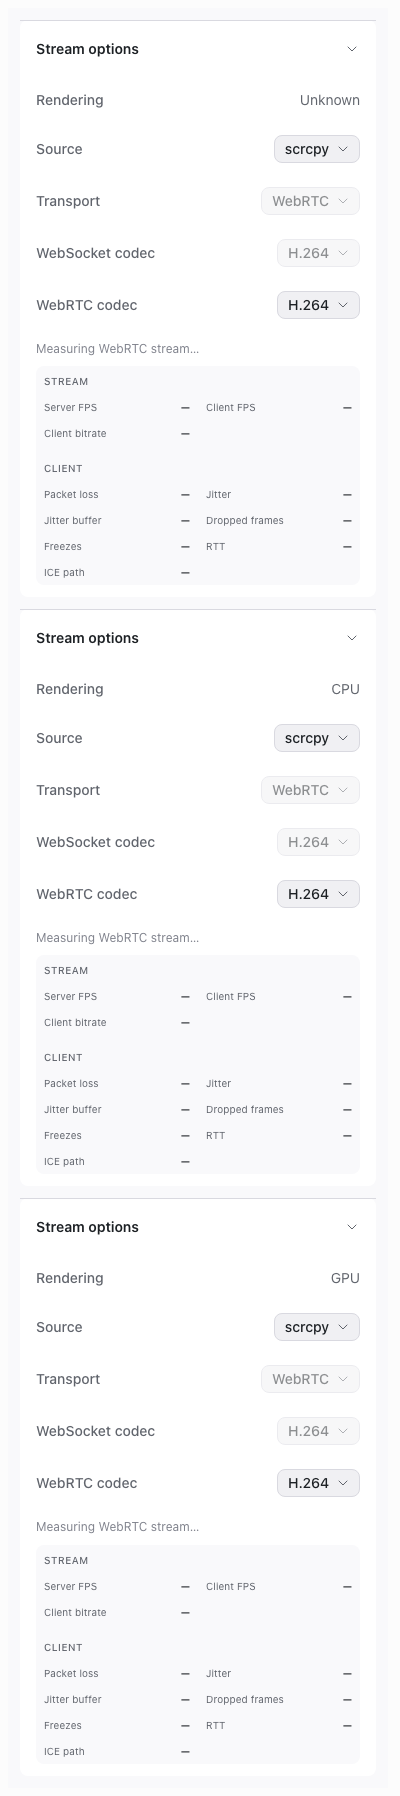 Stream options
Rendering Unknown
Source scrcpy
Transport WebRTC
WebSocket codec H.264
WebRTC codec H.264
Measuring WebRTC stream...
STREAM
Server FPS – Client FPS –
Client bitrate –
CLIENT
Packet loss – Jitter –
Jitter buffer – Dropped frames –
Freezes – RTT –
ICE path –
Stream options
Rendering CPU
Source scrcpy
Transport WebRTC
WebSocket codec H.264
WebRTC codec H.264
Measuring WebRTC stream...
STREAM
Server FPS – Client FPS –
Client bitrate –
CLIENT
Packet loss – Jitter –
Jitter buffer – Dropped frames –
Freezes – RTT –
ICE path –
Stream options
Rendering GPU
Source scrcpy
Transport WebRTC
WebSocket codec H.264
WebRTC codec H.264
Measuring WebRTC stream...
STREAM
Server FPS – Client FPS –
Client bitrate –
CLIENT
Packet loss – Jitter –
Jitter buffer – Dropped frames –
Freezes – RTT –
ICE path –